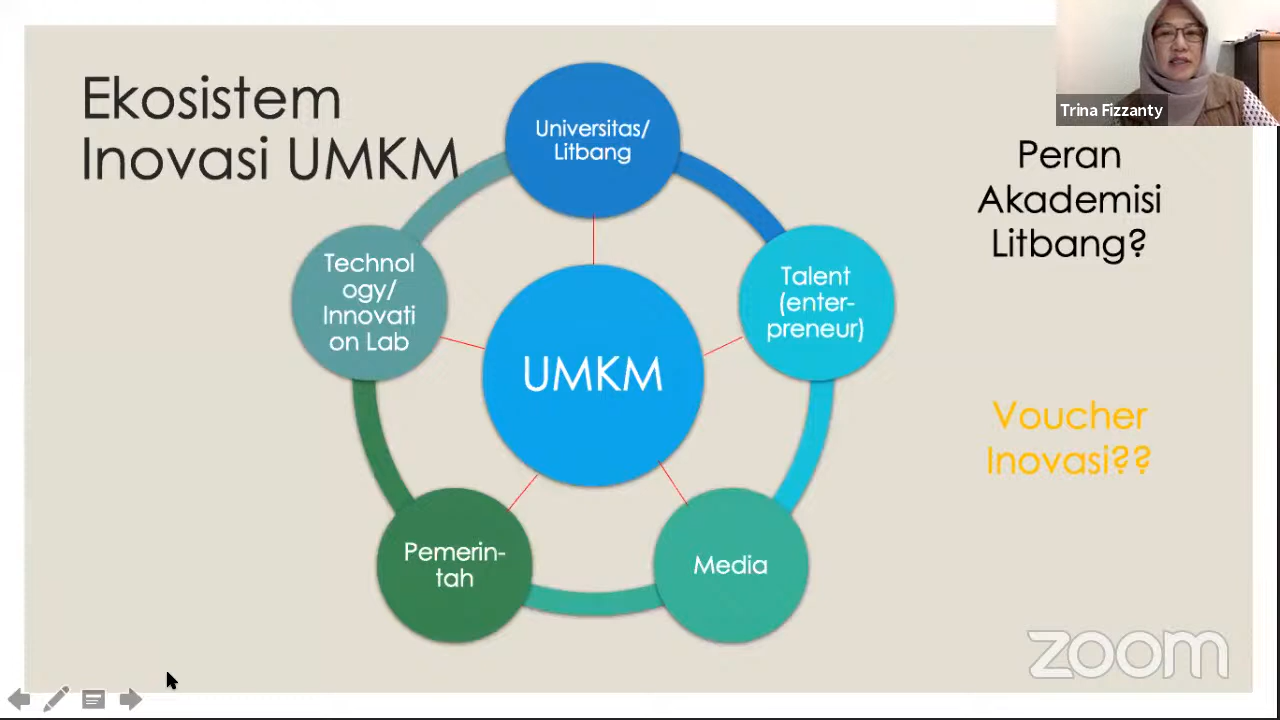 Ekosistem
Inovasi UMKM
Universitas/
Litbang
Technol
ogy/
Innovati
on Lab
Talent
(enter-
preneur)
UMKM
Pemerin-
tah
Media
Trina Fizzanty
Peran
Akademisi
Litbang?
Voucher
Inovasi??
zoom